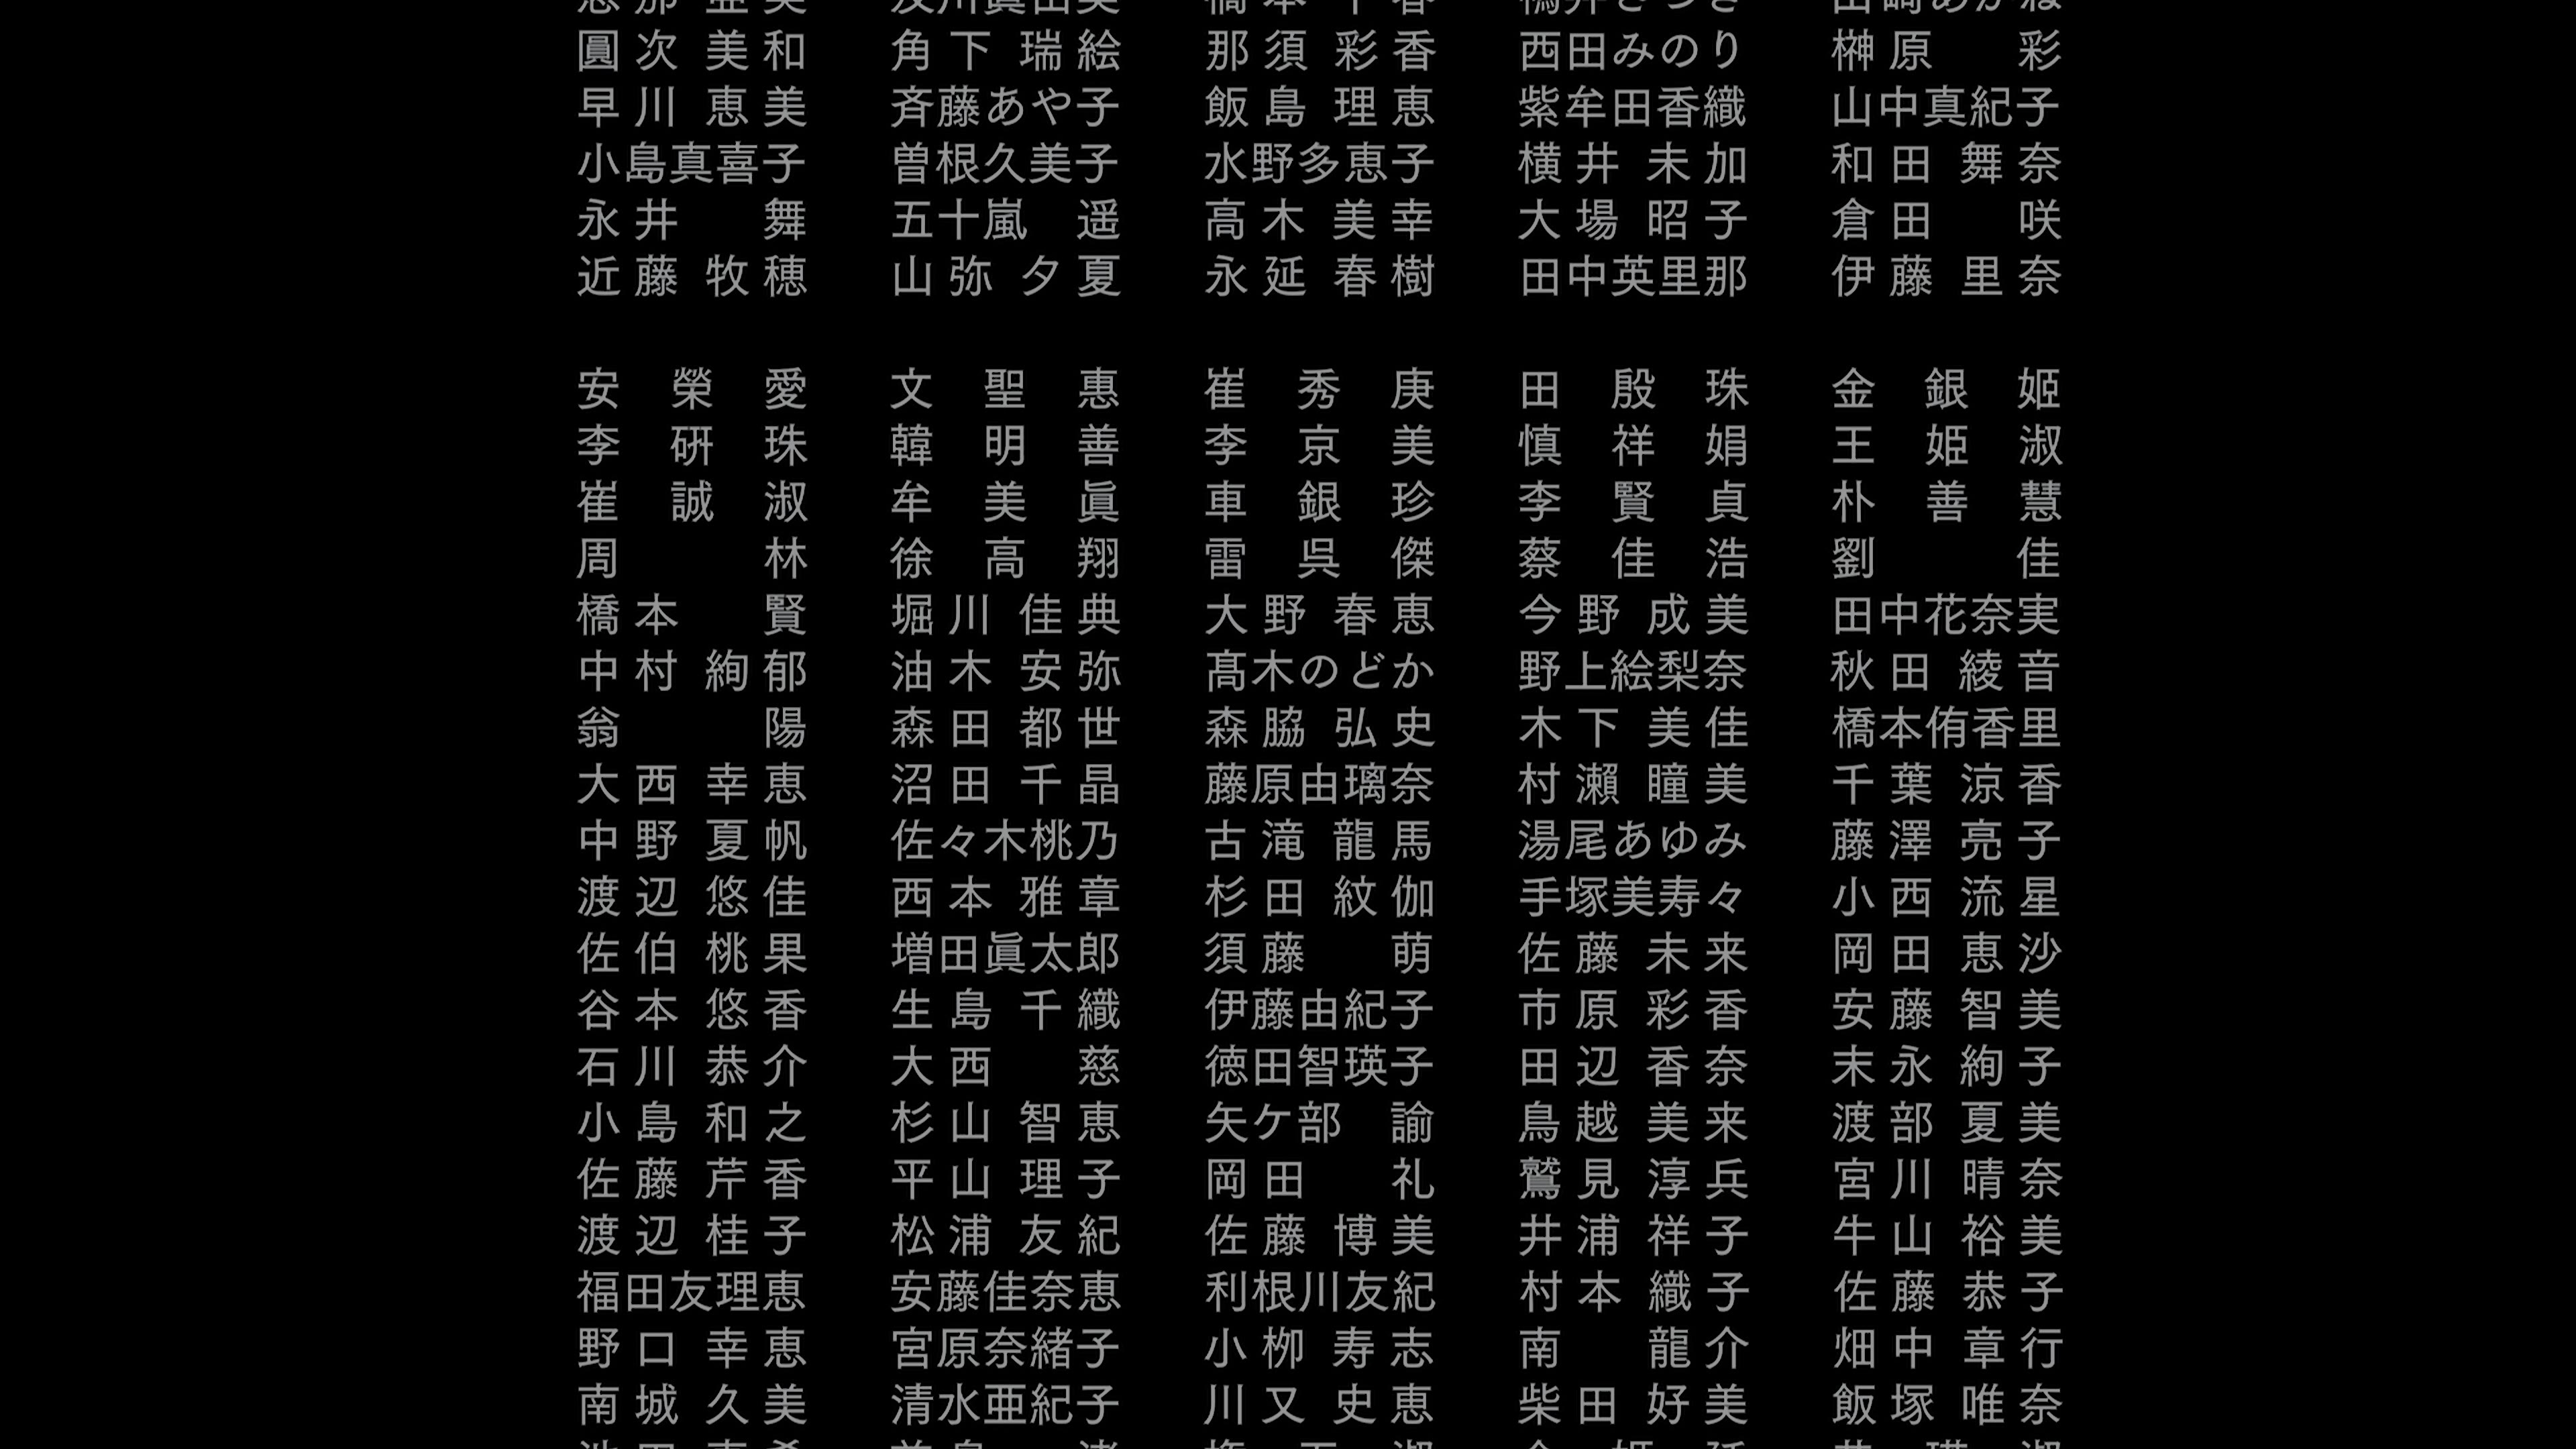 圓次美和 角下瑞絵 那須彩香 西田みのり 榊原彩
早川恵美 斉藤あや子 飯島理恵 紫牟田香織 山中真紀子
小島真喜子 曽根久美子 水野多恵子 横井未加 和田舞奈
永井舞 五十嵐遥 高木美幸 大場昭子 倉田咲
近藤牧穂 山弥夕夏 永延春樹 田中英里那 伊藤里奈
安榮愛 文聖惠 崔秀庚 田殷珠 金銀姫
李硏珠 韓明善 李京美 慎祥娟 王姫淑
崔誠淑 牟美眞 車銀珍 李賢貞 朴善慧
周林 徐高翔 雷呉傑 蔡佳浩 劉佳
橋本賢 堀川佳典 大野春恵 今野成美 田中花奈実
中村絢郁 油木安弥 髙木のどか 野上絵梨奈 秋田綾音
翁陽 森田都世 森脇弘史 木下美佳 橋本侑香里
大西幸恵 沼田千晶 藤原由璃奈 村瀬瞳美 千葉涼香
中野夏帆 佐々木桃乃 古滝龍馬 湯尾あゆみ 藤澤亮子
渡辺悠佳 西本雅章 杉田紋伽 手塚美寿々 小西流星
佐伯桃果 増田眞太郎 須藤萌 佐藤未来 岡田恵沙
谷本悠香 生島千織 伊藤由紀子 市原彩香 安藤智美
石川恭介 大西慈 徳田智瑛子 田辺香奈 末永絢子
小島和之 杉山智恵 矢ケ部諭 鳥越美来 渡部夏美
佐藤芹香 平山理子 岡田礼 鷲見淳兵 宮川晴奈
渡辺桂子 松浦友紀 佐藤博美 井浦祥子 牛山裕美
福田友理恵 安藤佳奈恵 利根川友紀 村本織子 佐藤恭子
野口幸恵 宮原奈緒子 小栁寿志 南龍介 畑中章行
南城久美 清水亜紀子 川又史恵 柴田好美 飯塚唯奈